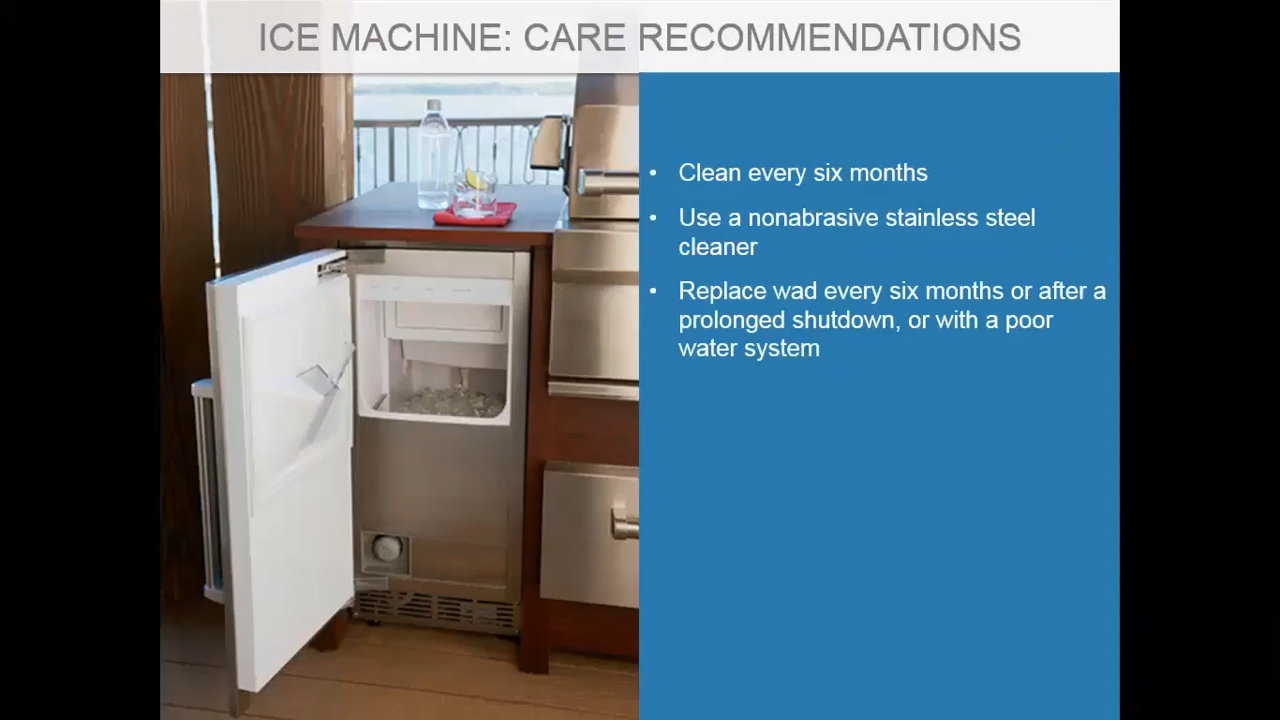 ICE MACHINE: CARE RECOMMENDATIONS
• Clean every six months
• Use a nonabrasive stainless steel
cleaner
• Replace wad every six months or after a
prolonged shutdown, or with a poor
water system